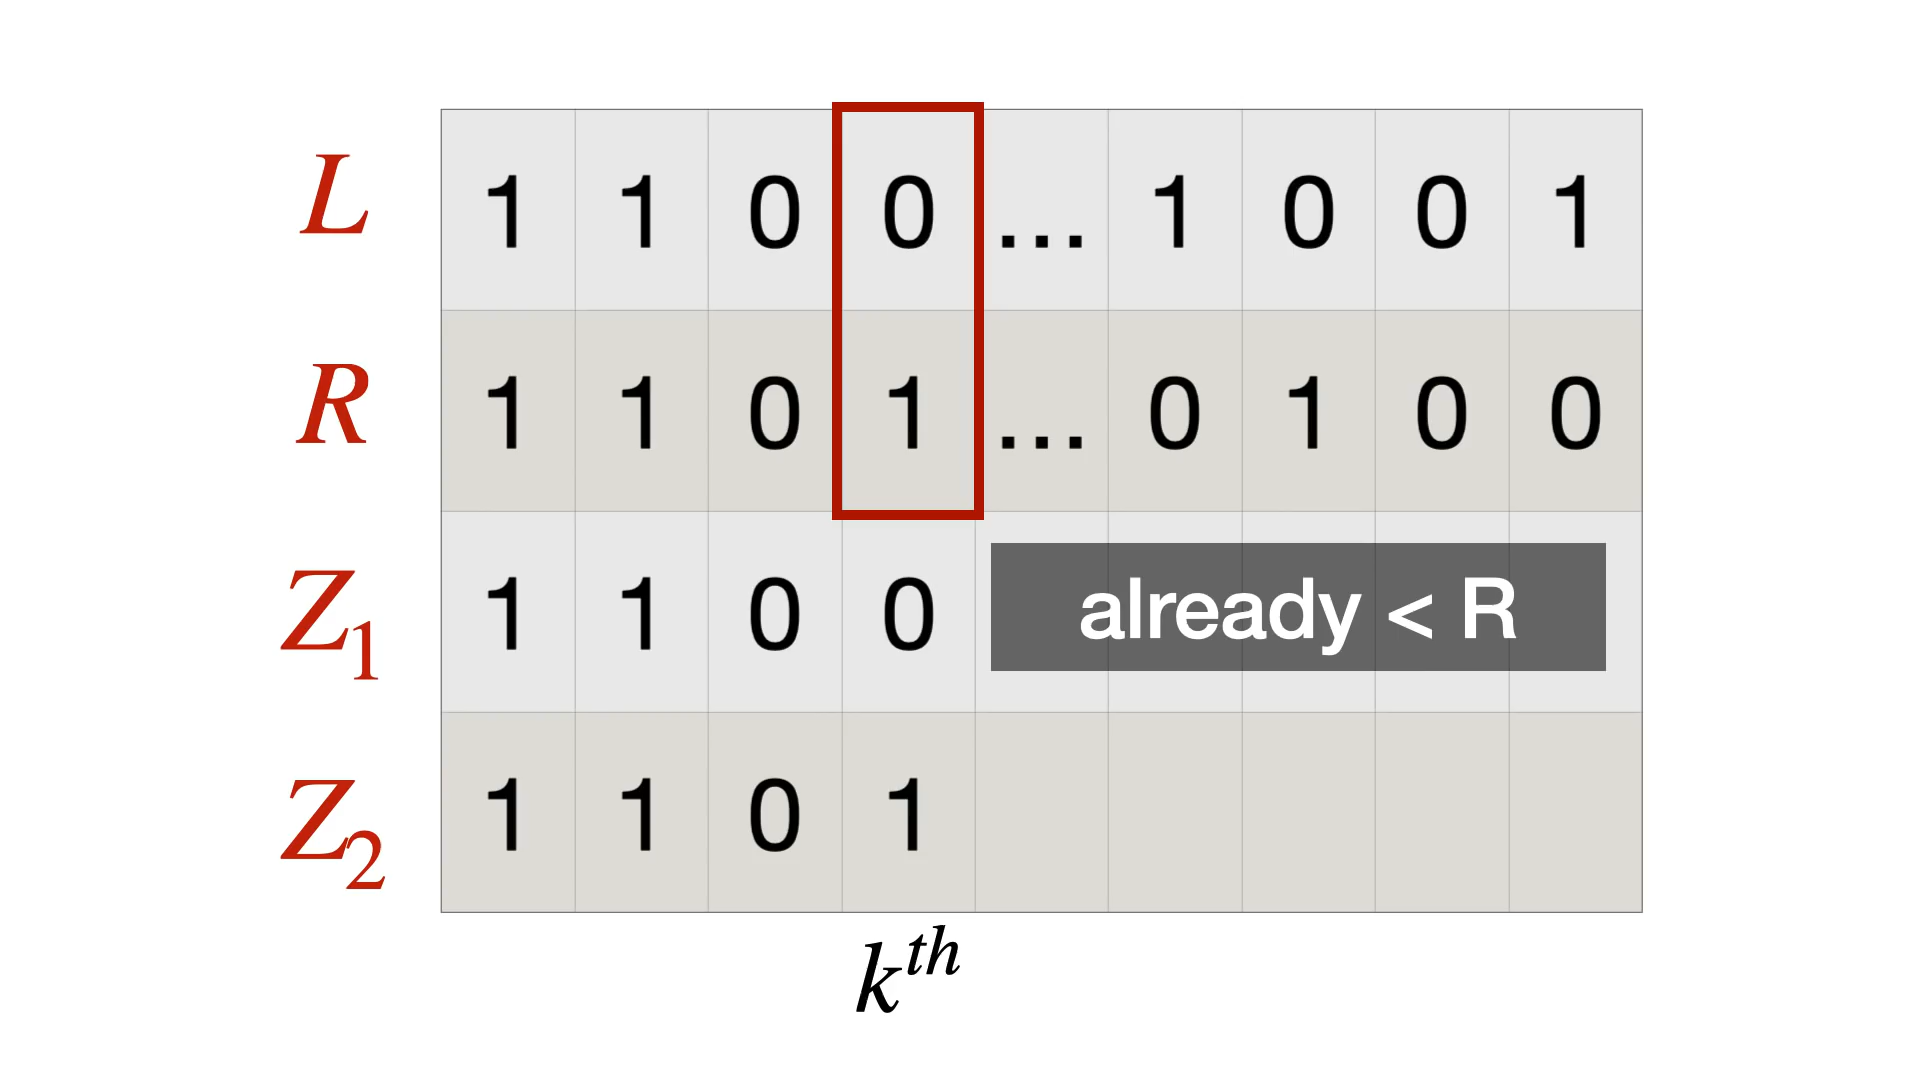 L 1 1 0 0 ... 1 0 0 1
R 1 1 0 1 ... 0 1 0 0
Z₁ 1 1 0 0 already < R
Z₂ 1 1 0 1
kᵗʰ